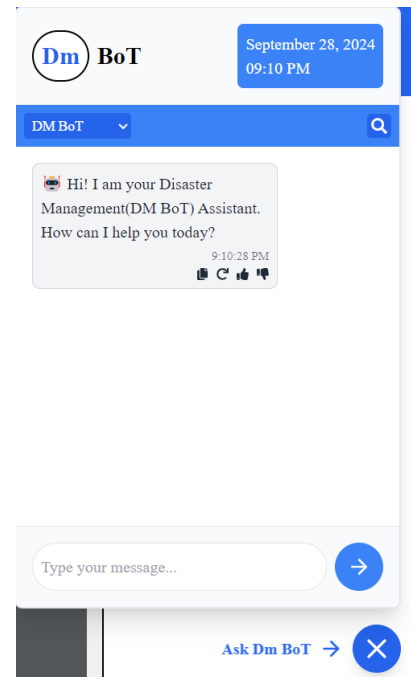 Dm BoT
September 28, 2024
09:10 PM
DM BoT
Hi! I am your Disaster
Management(DM BoT) Assistant.
How can I help you today?
9:10:28 PM
Type your message...
Ask Dm BoT